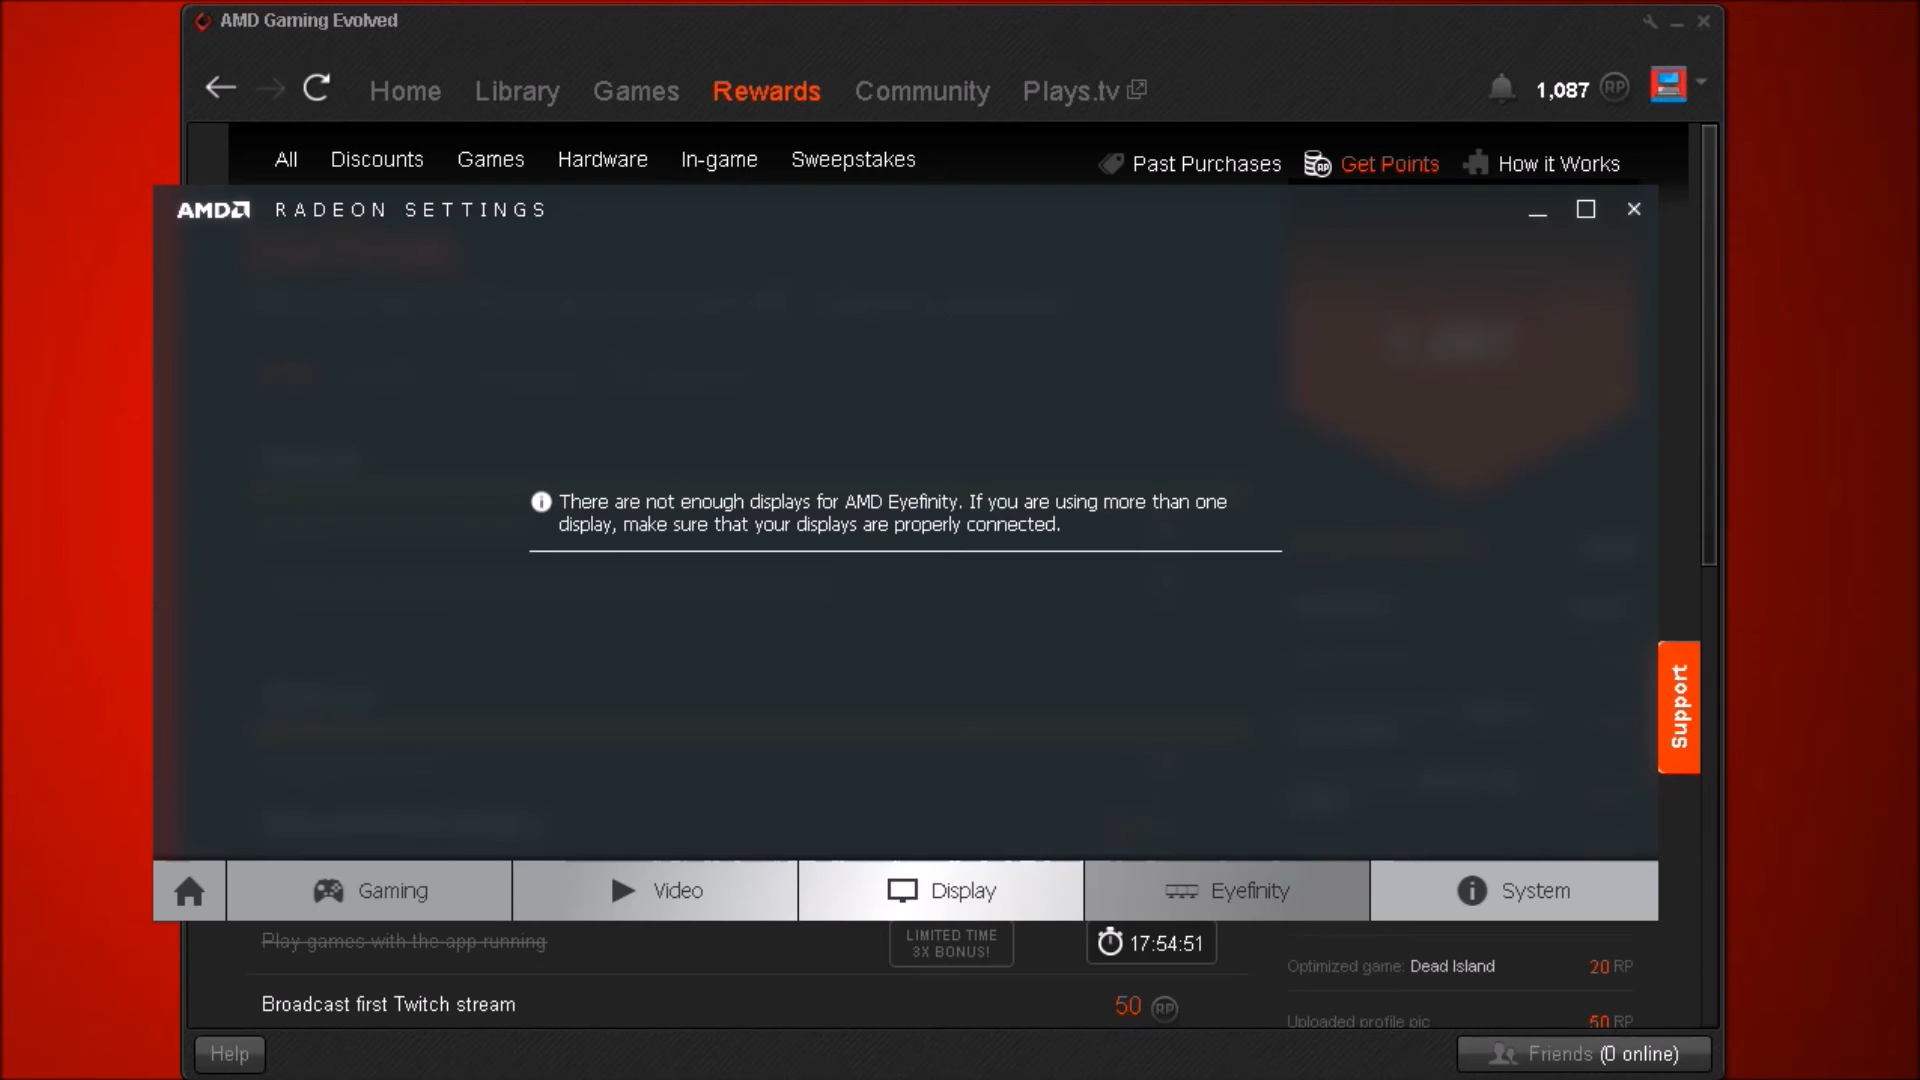 AMD Gaming Evolved
Home Library Games Rewards Community Plays.tv
1,087 RP
All Discounts Games Hardware In-game Sweepstakes
Past Purchases Get Points How it Works
AMD RADEON SETTINGS
There are not enough displays for AMD Eyefinity. If you are using more than one
display, make sure that your displays are properly connected.
Support
Gaming Video Display Eyefinity System
Play games with the app running
LIMITED TIME
3X BONUS!
17:54:51
Optimized game: Dead Island 20 RP
Broadcast first Twitch stream 50 RP
Uploaded profile pic 50 RP
Help
Friends (0 online)